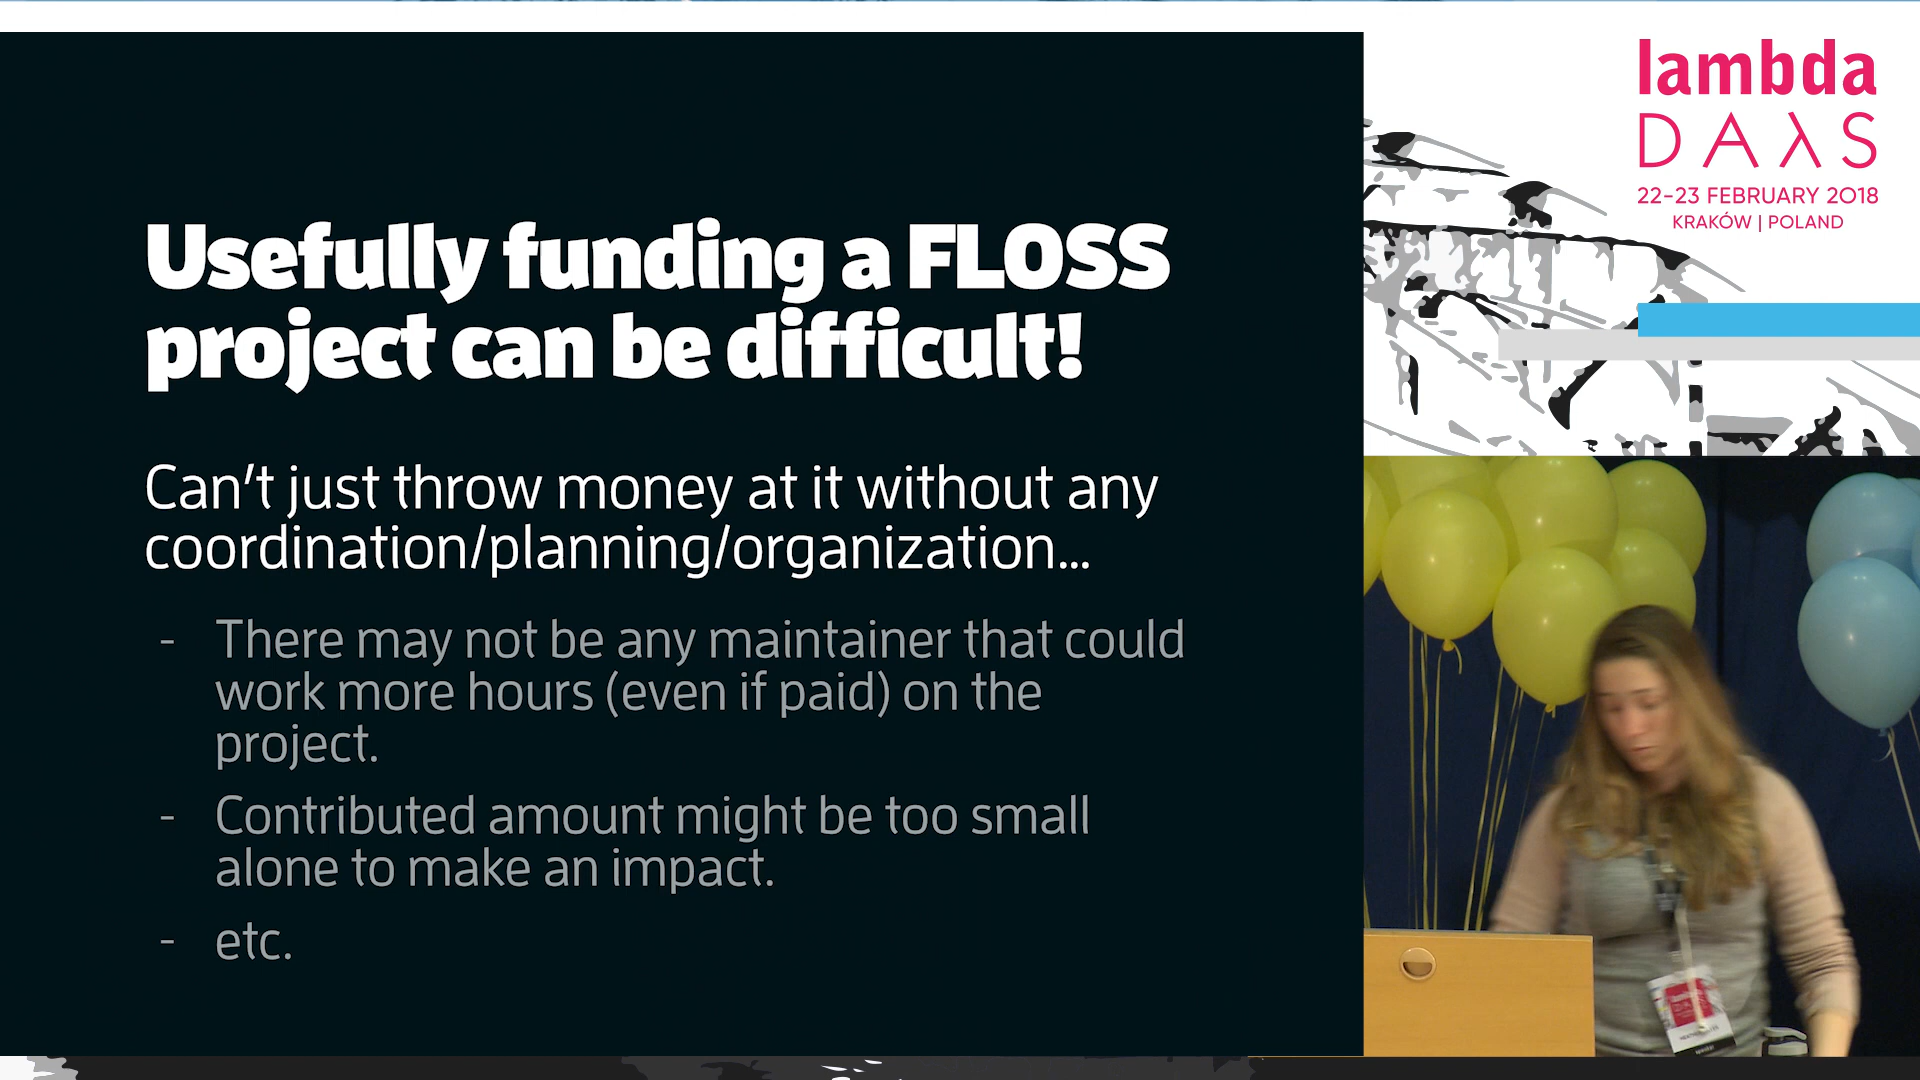 lambda
DAλS
22-23 FEBRUARY 2018
KRAKÓW | POLAND
Usefully funding a FLOSS
project can be difficult!
Can't just throw money at it without any
coordination/planning/organization...
- There may not be any maintainer that could
work more hours (even if paid) on the
project.
- Contributed amount might be too small
alone to make an impact.
- etc.